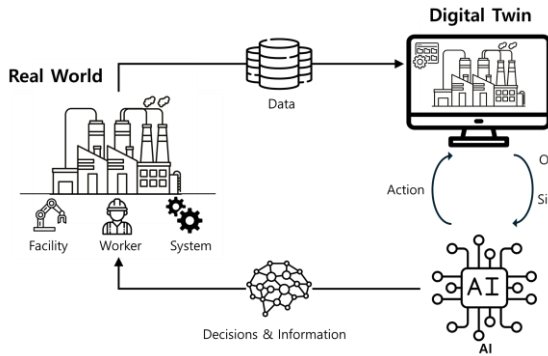 Digital Twin
Real World
Data
Action
Facility
Worker
System
AI
Decisions & Information
AI